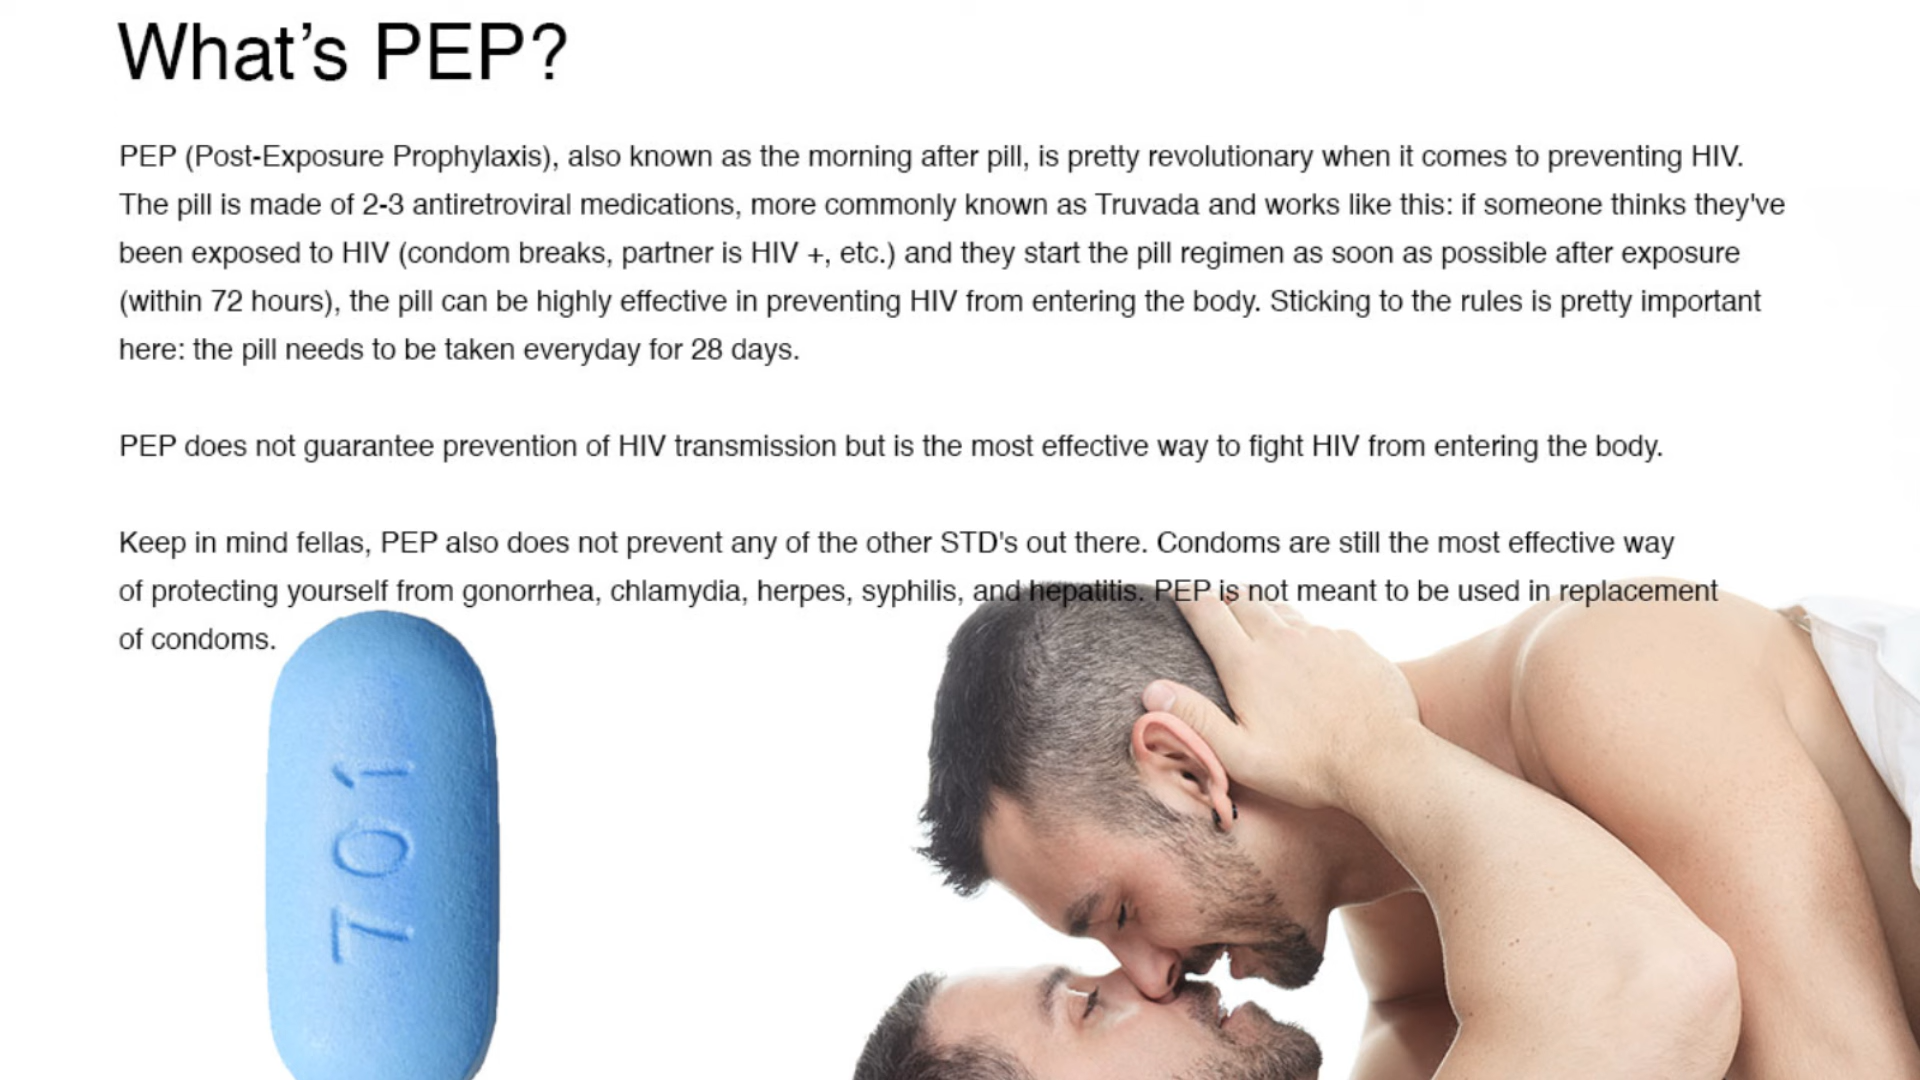 What’s PEP?
PEP (Post-Exposure Prophylaxis), also known as the morning after pill, is pretty revolutionary when it comes to preventing HIV.
The pill is made of 2-3 antiretroviral medications, more commonly known as Truvada and works like this: if someone thinks they've
been exposed to HIV (condom breaks, partner is HIV +, etc.) and they start the pill regimen as soon as possible after exposure
(within 72 hours), the pill can be highly effective in preventing HIV from entering the body. Sticking to the rules is pretty important
here: the pill needs to be taken everyday for 28 days.
PEP does not guarantee prevention of HIV transmission but is the most effective way to fight HIV from entering the body.
Keep in mind fellas, PEP also does not prevent any of the other STD's out there. Condoms are still the most effective way
of protecting yourself from gonorrhea, chlamydia, herpes, syphilis, and hepatitis. PEP is not meant to be used in replacement
of condoms.
701